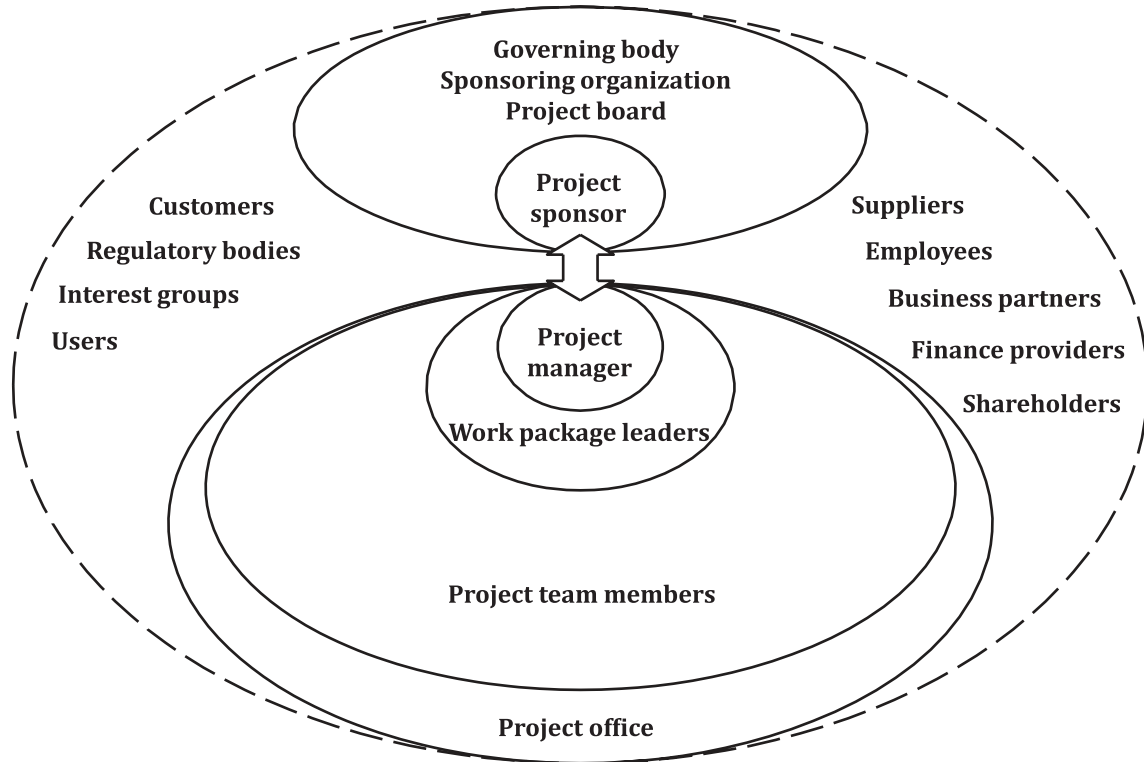 Governing body
Sponsoring organization
Project board
Project
sponsor
Customers
Regulatory bodies
Interest groups
Users
Suppliers
Employees
Business partners
Finance providers
Shareholders
Project
manager
Work package leaders
Project team members
Project office